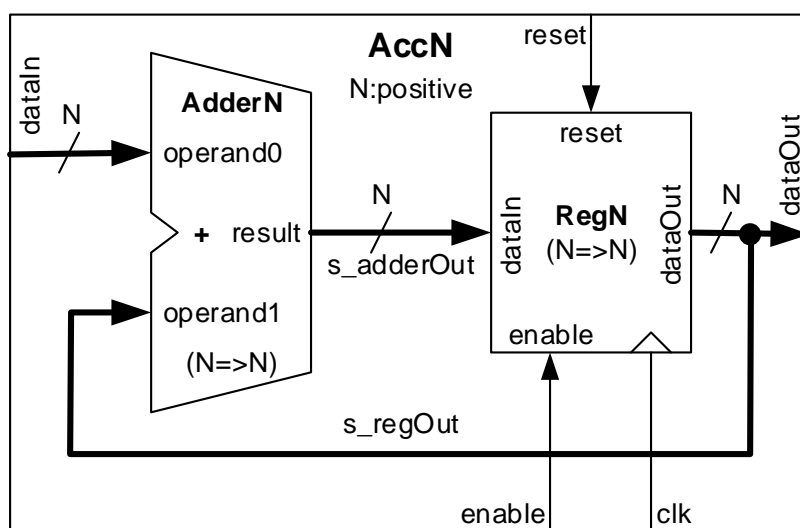 AccN
N:positive
reset
dataIn
N
AdderN
operand0
+ result
operand1
(N=>N)
N
s_adderOut
reset
dataIn
RegN
(N=>N)
dataOut
enable
N
dataOut
s_regOut
enable
clk